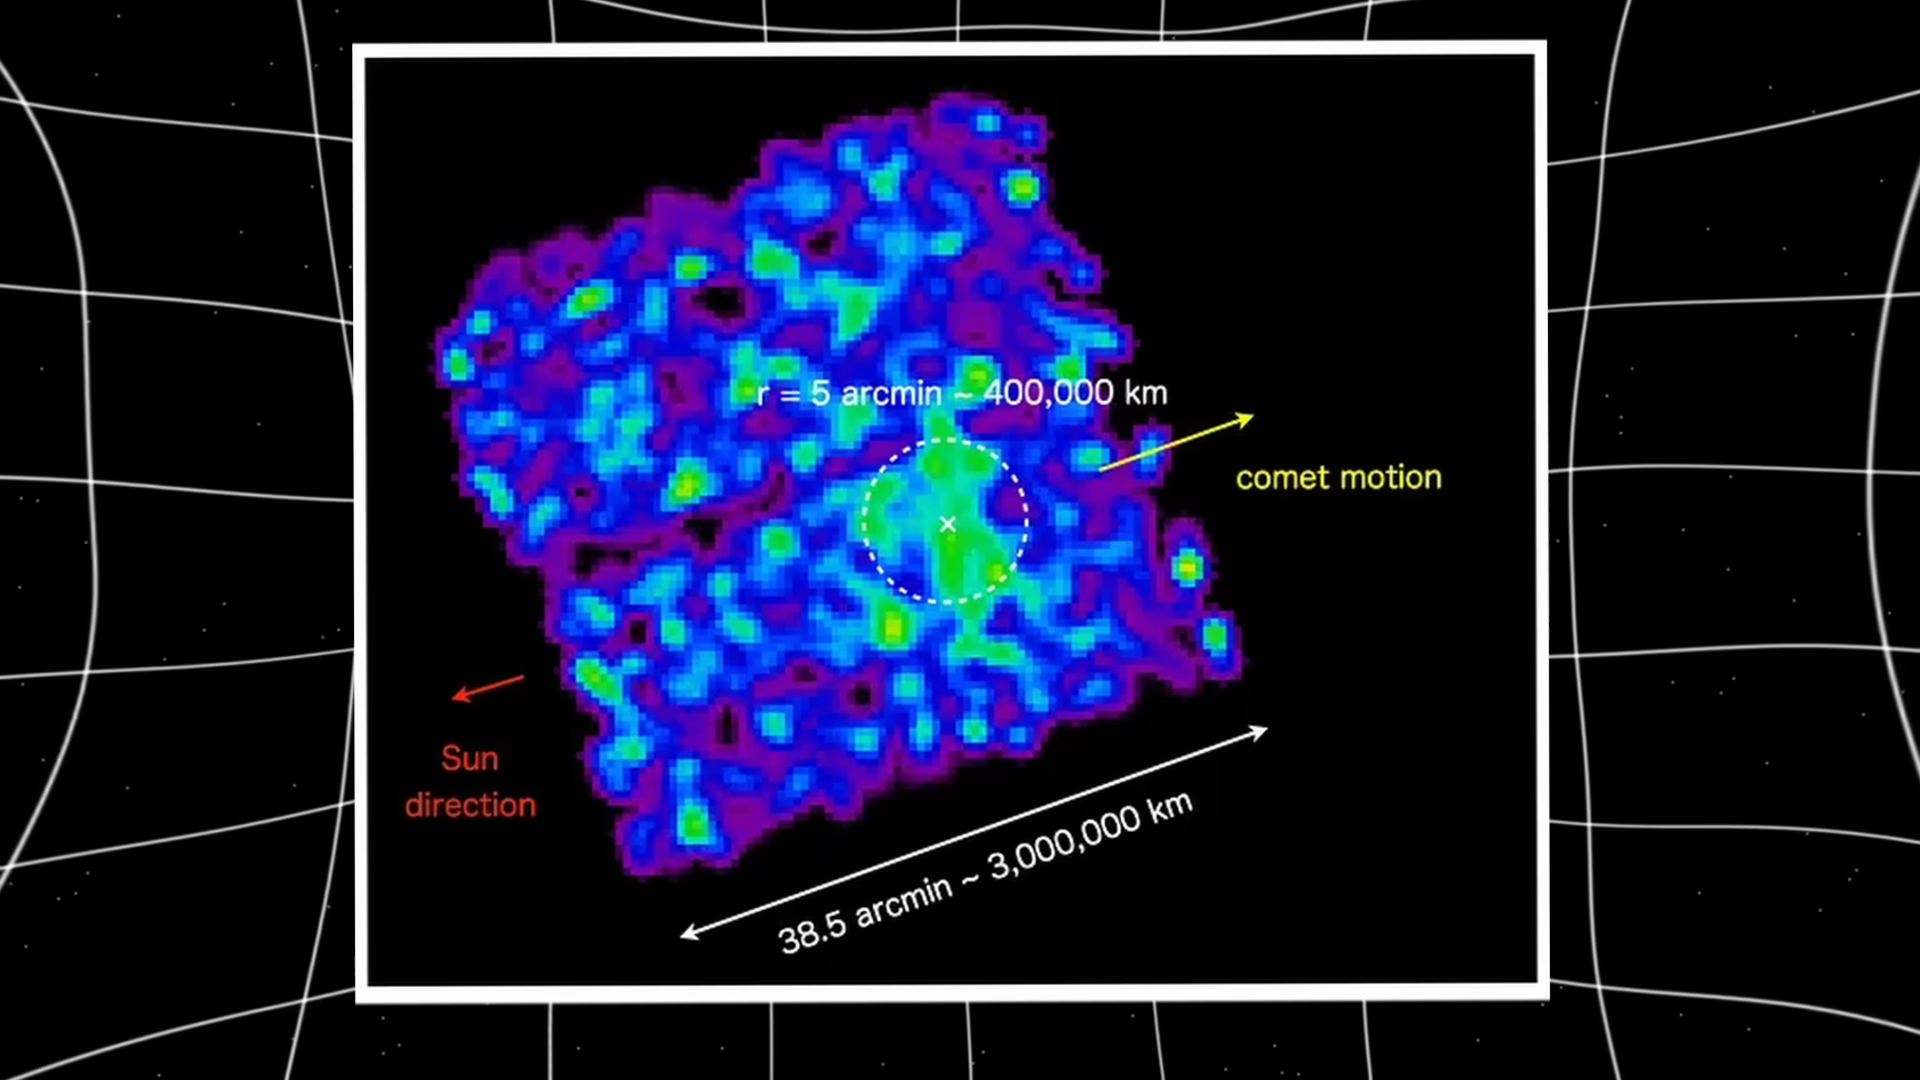 r = 5 arcmin ~ 400,000 km
comet motion
Sun
direction
38.5 arcmin ~ 3,000,000 km